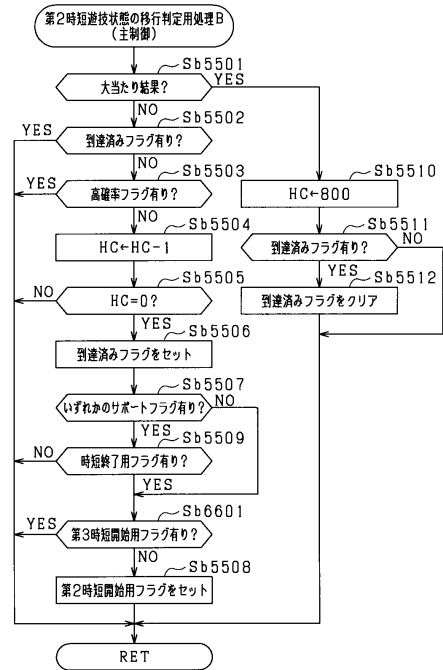 第2時短遊技状態の移行判定用処理B
(主制御)
Sb5501
大当たり結果?
YES
NO
Sb5502
YES
到達済みフラグ有り?
NO
Sb5503
YES
高確率フラグ有り?
NO
Sb5504
HC←HC-1
Sb5505
NO
HC=0?
YES
Sb5506
到達済みフラグをセット
Sb5507
いずれかのサポートフラグ有り?
NO
YES
Sb5509
NO
時短終了用フラグ有り?
YES
Sb6601
YES
第3時短開始用フラグ有り?
NO
Sb5508
第2時短開始用フラグをセット
Sb5510
HC←800
Sb5511
到達済みフラグ有り?
NO
YES
Sb5512
到達済みフラグをクリア
RET